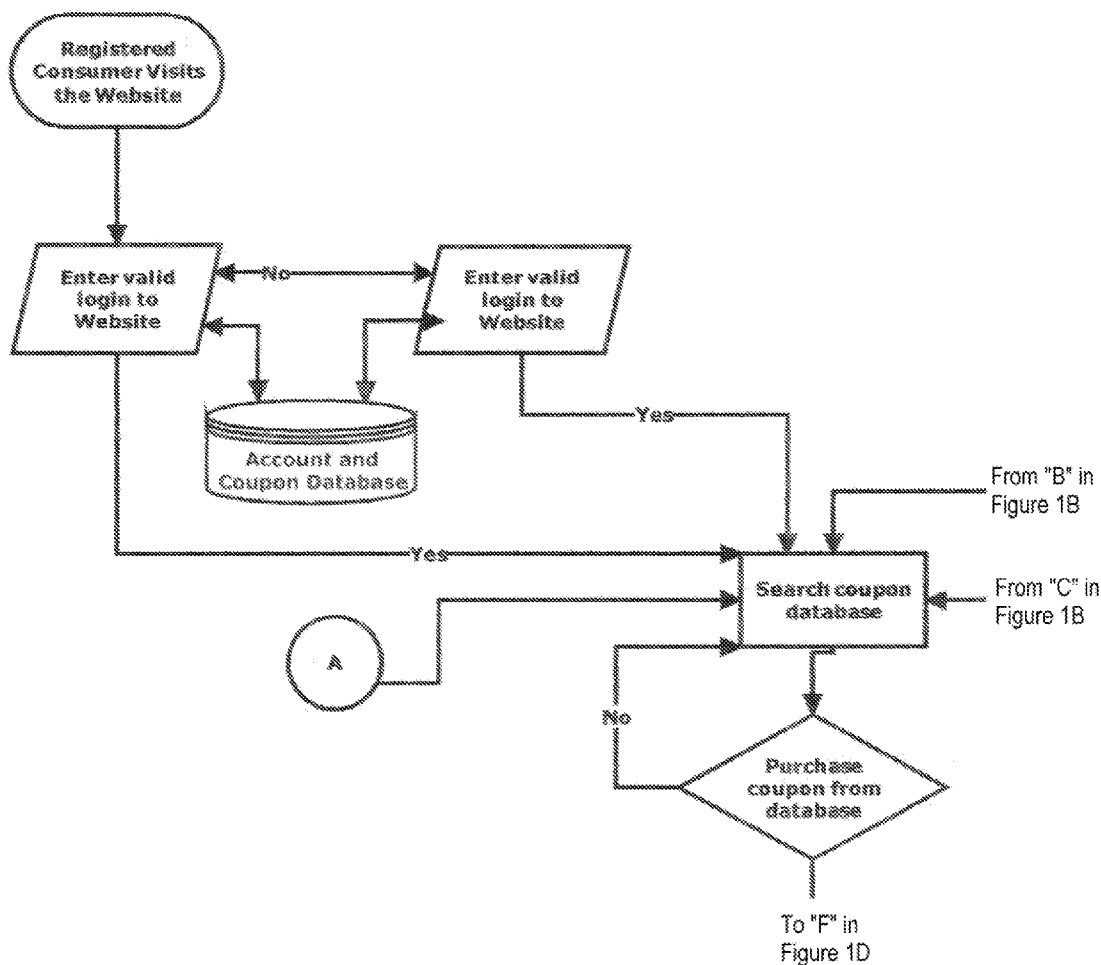 Registered
Consumer Visits
the Website
Enter valid
login to
Website
No
Enter valid
login to
Website
Account and
Coupon Database
Yes
From "B" in
Figure 1B
Yes
Search coupon
database
From "C" in
Figure 1B
A
No
Purchase
coupon from
database
To "F" in
Figure 1D